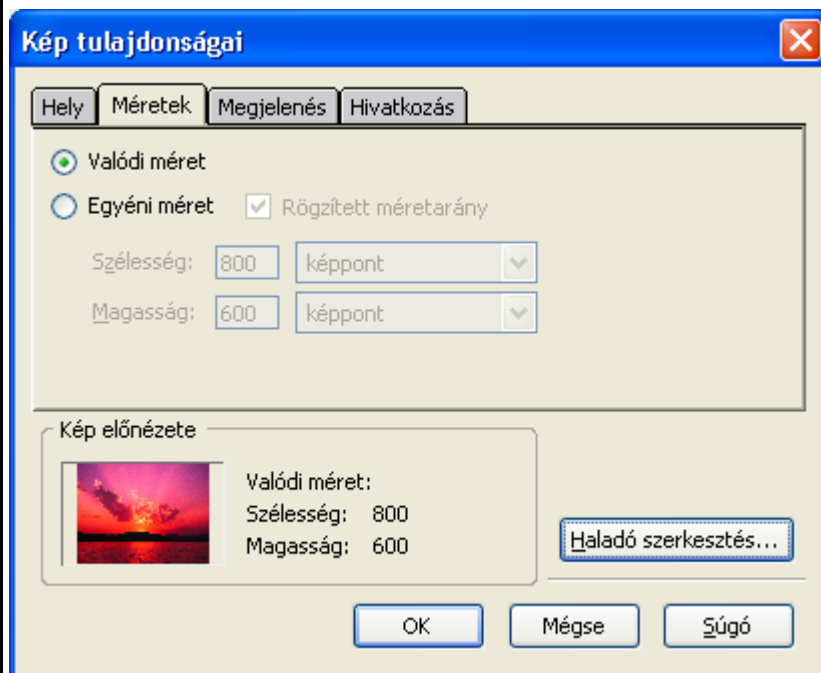 Kép tulajdonságai
Hely Méretek Megjelenés Hivatkozás
Valódi méret
Egyéni méret Rögzített méretarány
Szélesség: 800 képpont
Magasság: 600 képpont
Kép előnézete
Valódi méret:
Szélesség: 800
Magasság: 600
Haladó szerkesztés...
OK Mégse Súgó